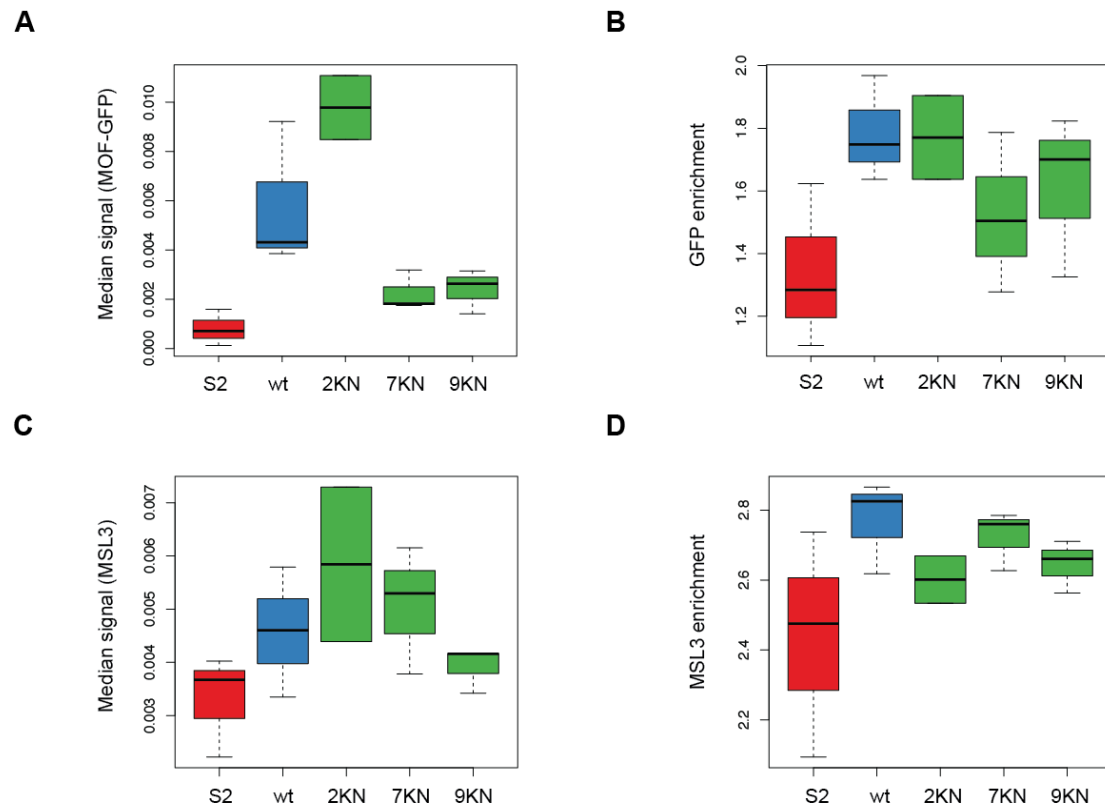 A
Median signal (MOF-GFP)
0.010
0.008
0.006
0.004
0.002
0.000
S2 wt 2KN 7KN 9KN
B
GFP enrichment
2.0
1.8
1.6
1.4
1.2
S2 wt 2KN 7KN 9KN
C
Median signal (MSL3)
0.007
0.006
0.005
0.004
0.003
S2 wt 2KN 7KN 9KN
D
MSL3 enrichment
2.8
2.6
2.4
2.2
S2 wt 2KN 7KN 9KN